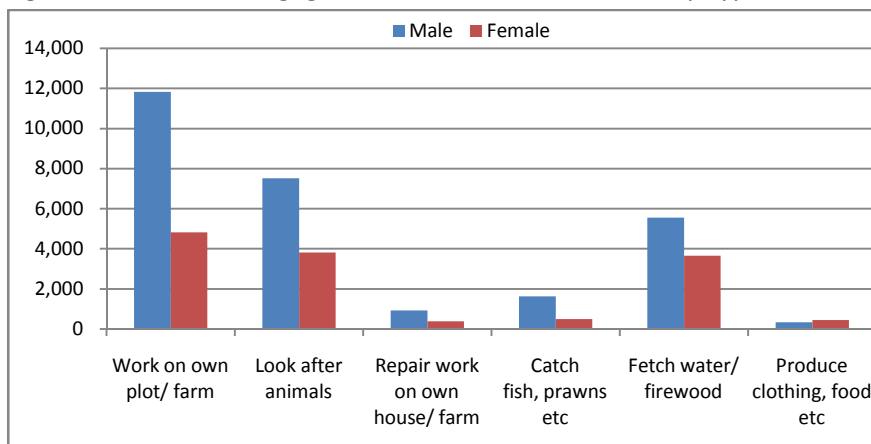 Male Female
14,000
12,000
10,000
8,000
6,000
4,000
2,000
0
Work on own
plot/ farm
Look after
animals
Repair work
on own
house/ farm
Catch
fish, prawns
etc
Fetch water/
firewood
Produce
clothing, food
etc